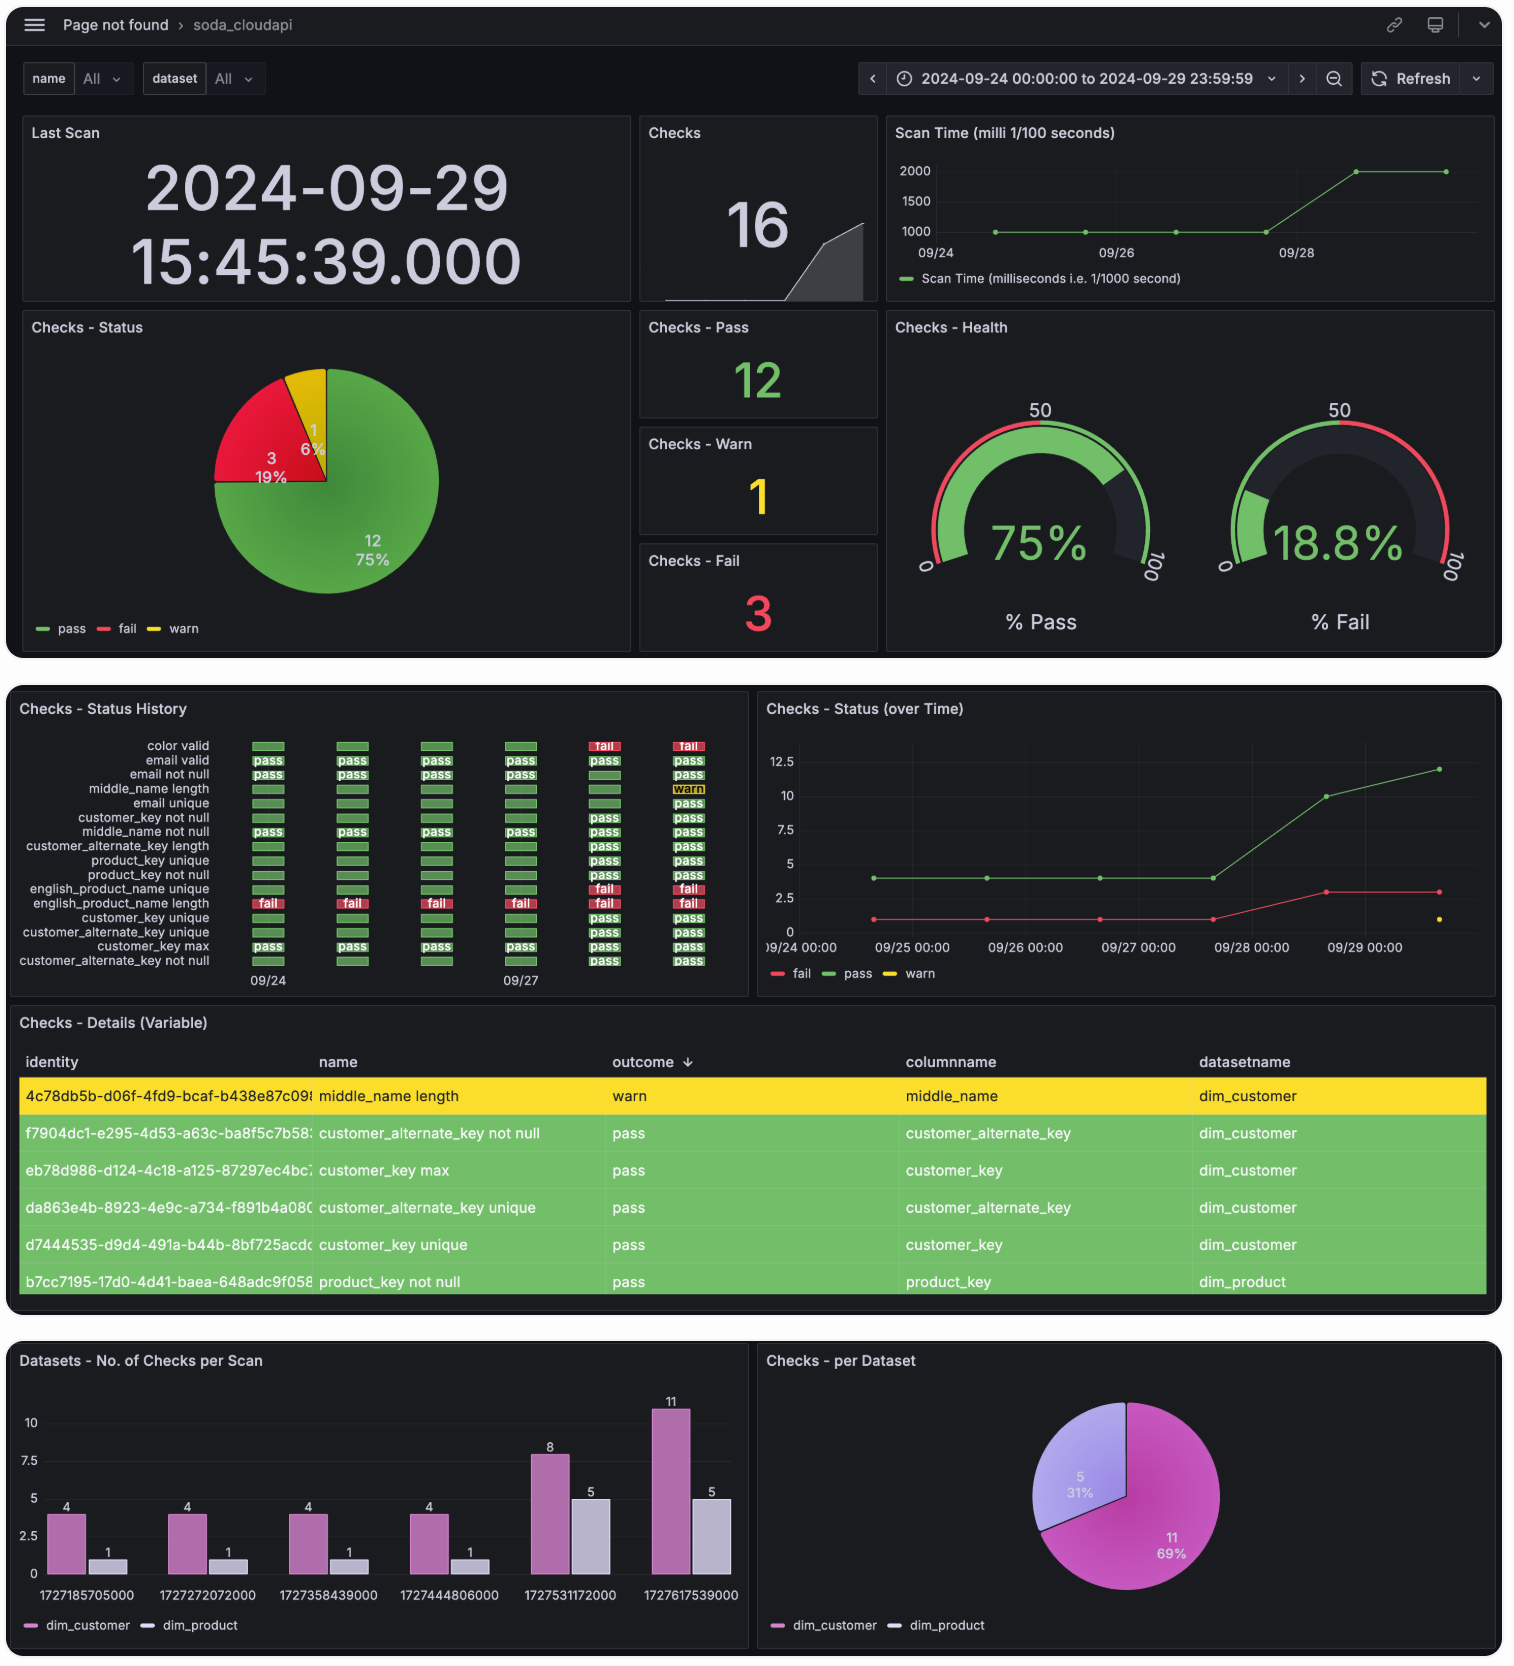 Page not found › soda_cloudapi
name All dataset All
2024-09-24 00:00:00 to 2024-09-29 23:59:59 Refresh
Last Scan
2024-09-29
15:45:39.000
Checks
16
Scan Time (milli 1/100 seconds)
2000
1500
1000
09/24 09/26 09/28
Scan Time (milliseconds i.e. 1/1000 second)
Checks - Status
1
6%
3
19%
12
75%
pass fail warn
Checks - Pass
12
Checks - Warn
1
Checks - Fail
3
Checks - Health
50
0
100
75%
% Pass
50
0
100
18.8%
% Fail
Checks - Status History
color valid fail fail
email valid pass pass pass pass pass pass
email not null pass pass pass pass pass
middle_name length warn
email unique pass
customer_key not null pass pass
middle_name not null pass pass pass pass pass pass
customer_alternate_key length pass pass
product_key unique pass pass
product_key not null pass pass
english_product_name unique fail fail
english_product_name length fail fail fail fail fail fail
customer_key unique pass pass
customer_alternate_key unique pass pass
customer_key max pass pass pass pass pass pass
customer_alternate_key not null pass pass
09/24 09/27
Checks - Status (over Time)
12.5
10
7.5
5
2.5
0
09/24 00:00 09/25 00:00 09/26 00:00 09/27 00:00 09/28 00:00 09/29 00:00
fail pass warn
Checks - Details (Variable)
identity name outcome columnname datasetname
4c78db5b-d06f-4fd9-bcaf-b438e87c098 middle_name length warn middle_name dim_customer
f7904dc1-e295-4d53-a63c-ba8f5c7b58 customer_alternate_key not null pass customer_alternate_key dim_customer
eb78d986-d124-4c18-a125-87297ec4bc7 customer_key max pass customer_key dim_customer
da863e4b-8923-4e9c-a734-f891b4a080 customer_alternate_key unique pass customer_alternate_key dim_customer
d7444535-d9d4-491a-b44b-8bf725acdc customer_key unique pass customer_key dim_customer
b7cc7195-17d0-4d41-baea-648adc9f058 product_key not null pass product_key dim_product
Datasets - No. of Checks per Scan
10
7.5
5
2.5
0
4 1 4 1 4 1 4 1 8 5 11 5
1727185705000 1727272072000 1727358439000 1727444806000 1727531172000 1727617539000
dim_customer dim_product
Checks - per Dataset
5
31%
11
69%
dim_customer dim_product